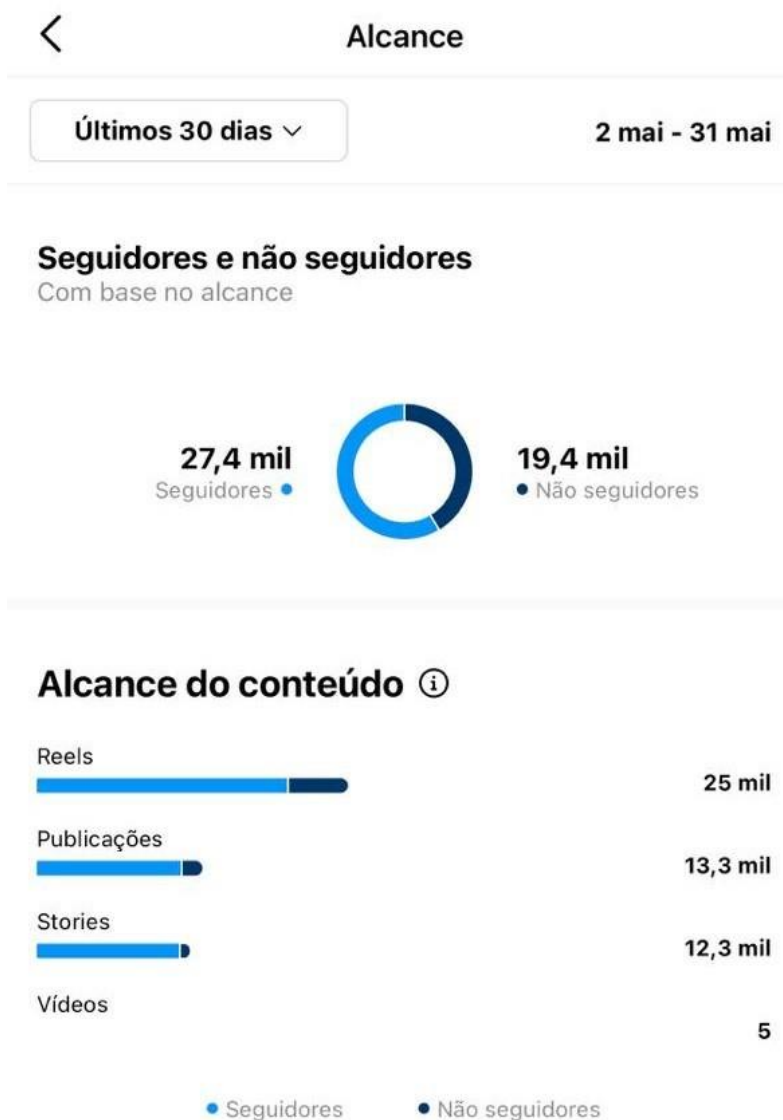 Alcance
Últimos 30 dias
2 mai - 31 mai
Seguidores e não seguidores
Com base no alcance
27,4 mil
Seguidores
19,4 mil
Não seguidores
Alcance do conteúdo
Reels
25 mil
Publicações
13,3 mil
Stories
12,3 mil
Vídeos
5
Seguidores
Não seguidores